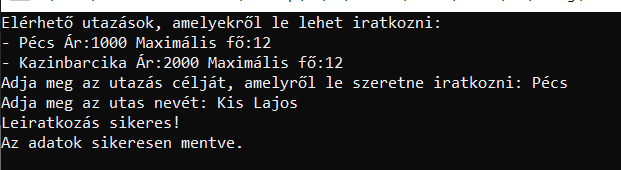 Elérhető utazások, amelyekről le lehet iratkozni:
- Pécs Ár:1000 Maximális fő:12
- Kazinbarcika Ár:2000 Maximális fő:12
Adja meg az utazás célját, amelyről le szeretne iratkozni: Pécs
Adja meg az utas nevét: Kis Lajos
Leiratkozás sikeres!
Az adatok sikeresen mentve.